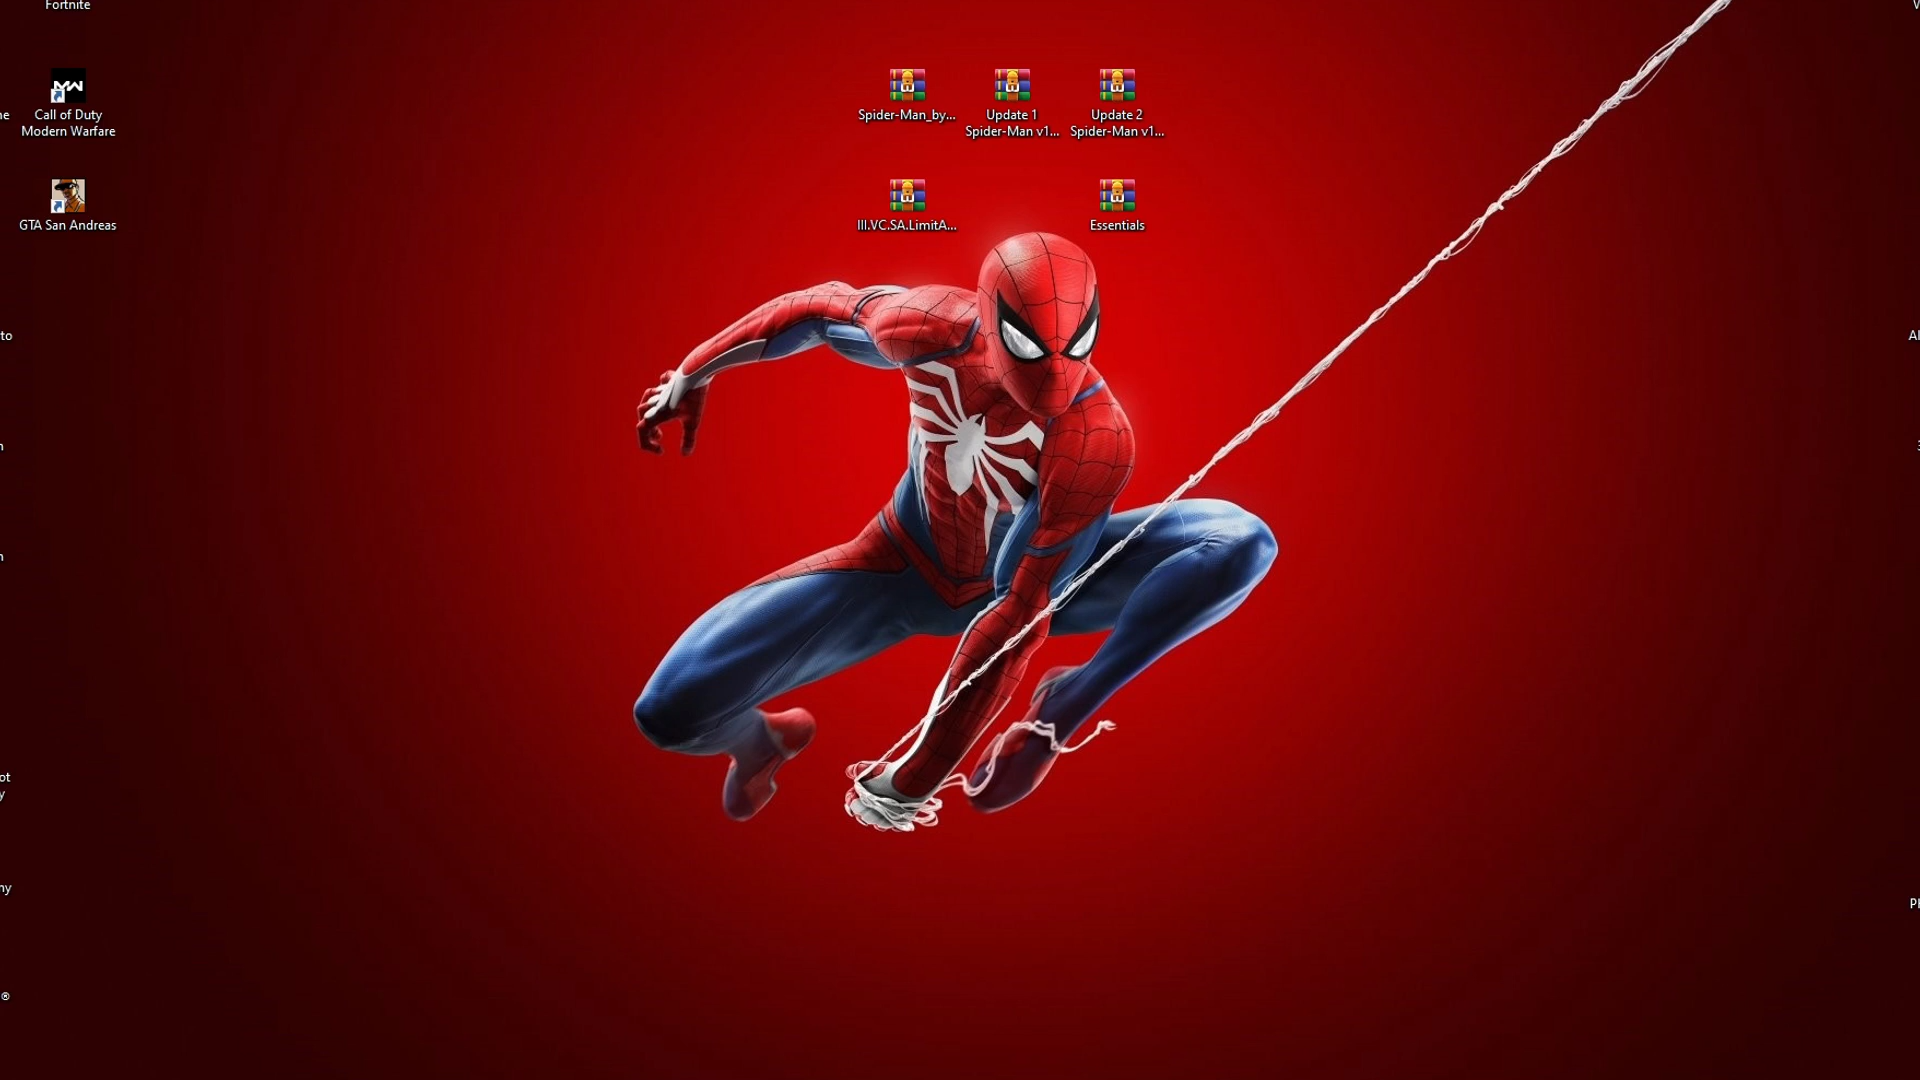 Fortnite
Call of Duty
Modern Warfare
GTA San Andreas
Spider-Man_by...
Update 1
Spider-Man v1...
Update 2
Spider-Man v1...
III.VC.SA.LimitA...
Essentials